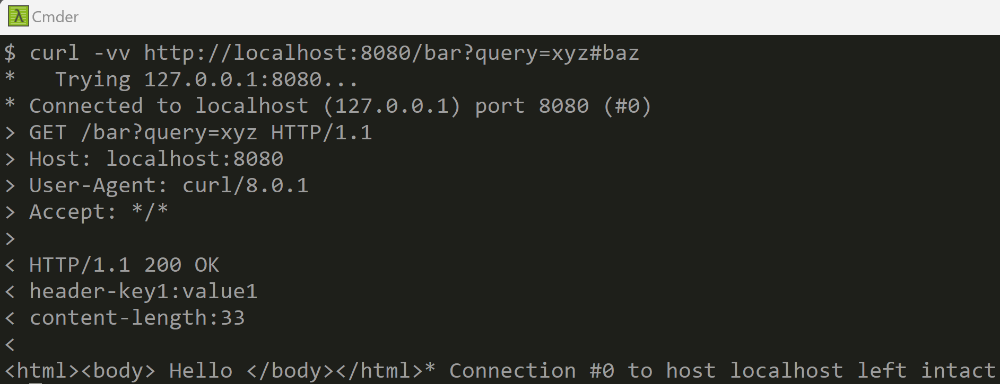 λ Cmder
$ curl -vv http://localhost:8080/bar?query=xyz#baz
*   Trying 127.0.0.1:8080...
* Connected to localhost (127.0.0.1) port 8080 (#0)
> GET /bar?query=xyz HTTP/1.1
> Host: localhost:8080
> User-Agent: curl/8.0.1
> Accept: */*
>
< HTTP/1.1 200 OK
< header-key1:value1
< content-length:33
<
<html><body> Hello </body></html>* Connection #0 to host localhost left intact